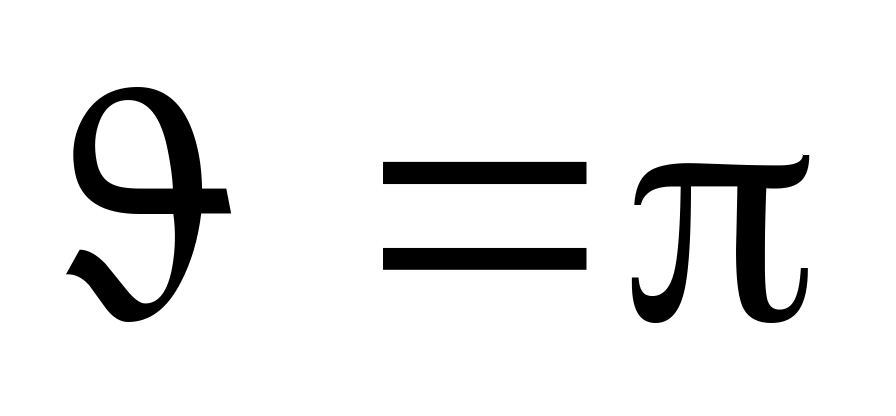 ϑ = π